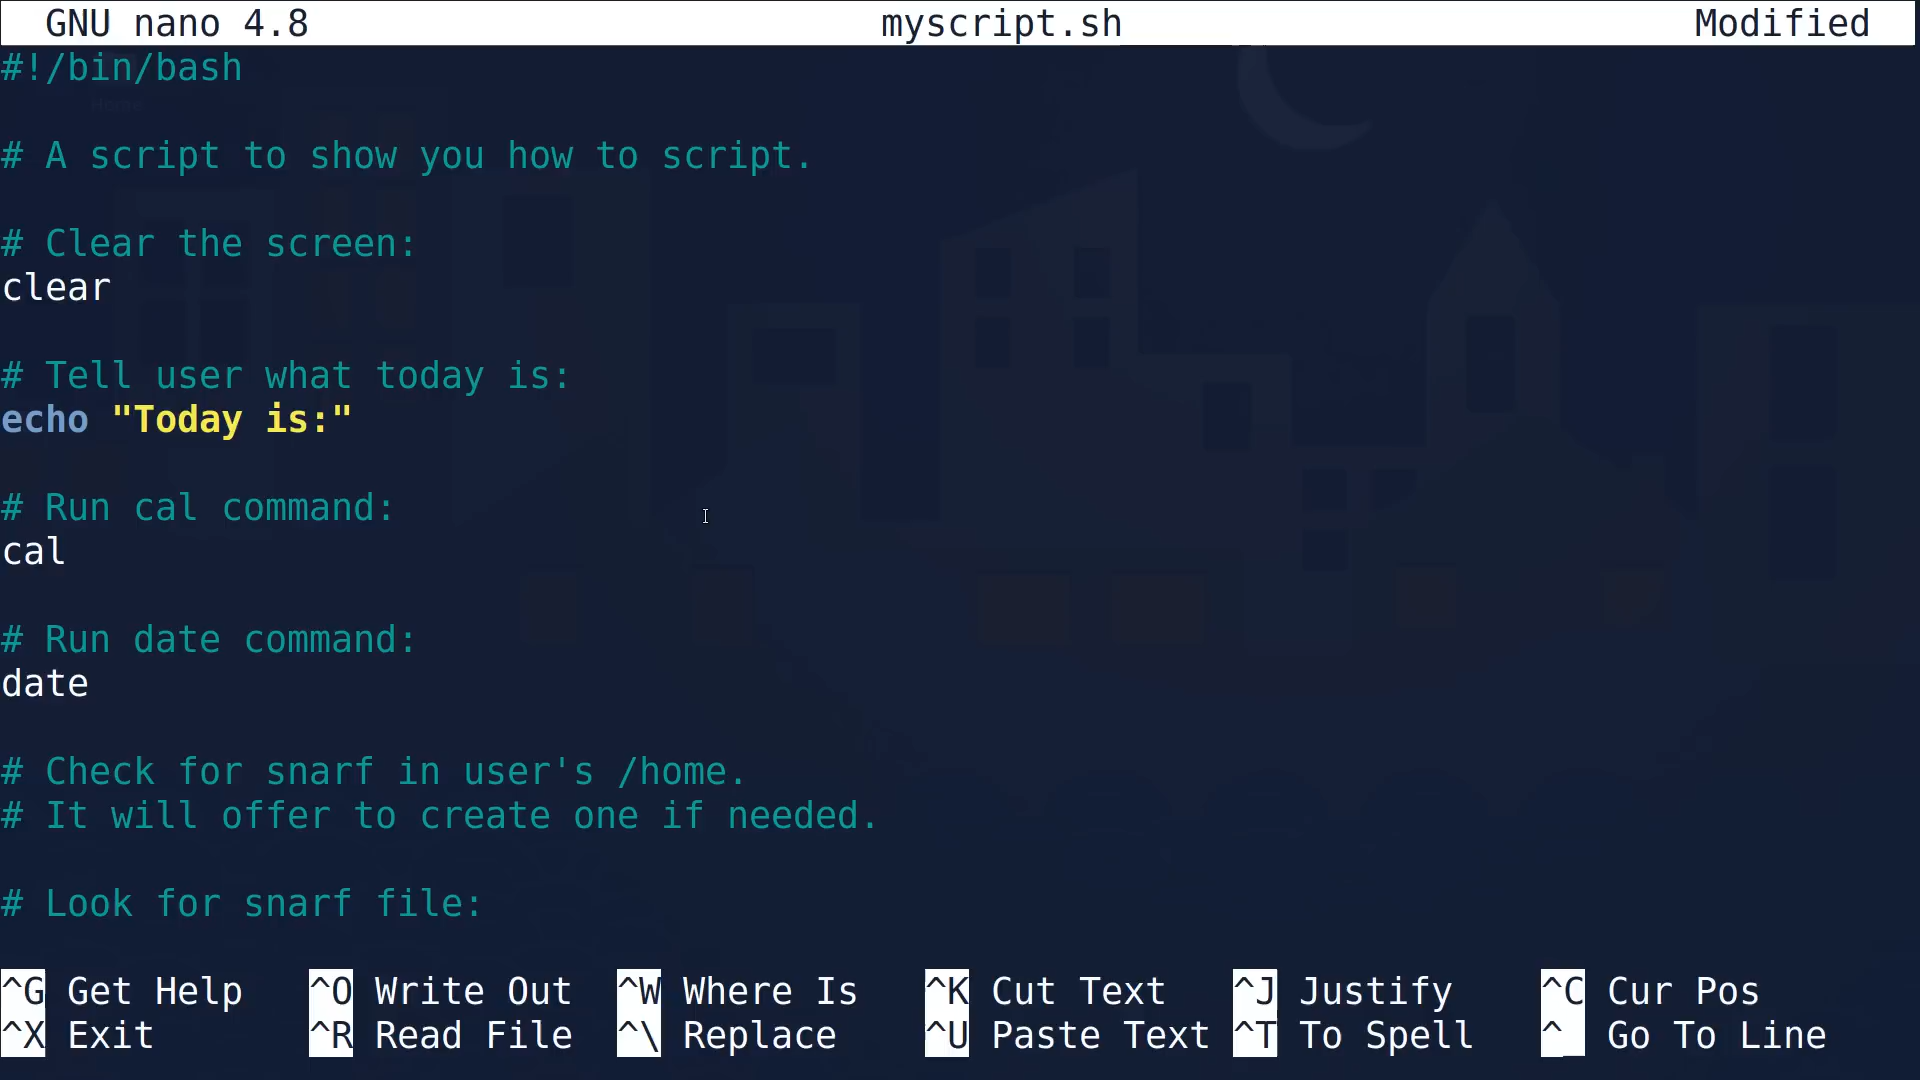 GNU nano 4.8 myscript.sh Modified
#!/bin/bash
Home
# A script to show you how to script.
# Clear the screen:
clear
# Tell user what today is:
echo "Today is:"
# Run cal command:
cal
# Run date command:
date
# Check for snarf in user's /home.
# It will offer to create one if needed.
# Look for snarf file:
^G Get Help ^O Write Out ^W Where Is ^K Cut Text ^J Justify ^C Cur Pos
^X Exit ^R Read File ^\ Replace ^U Paste Text ^T To Spell ^_ Go To Line